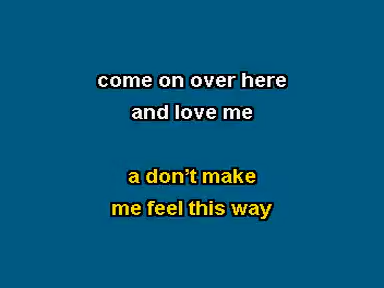 come on over here
and love me
a don't make
me feel this way